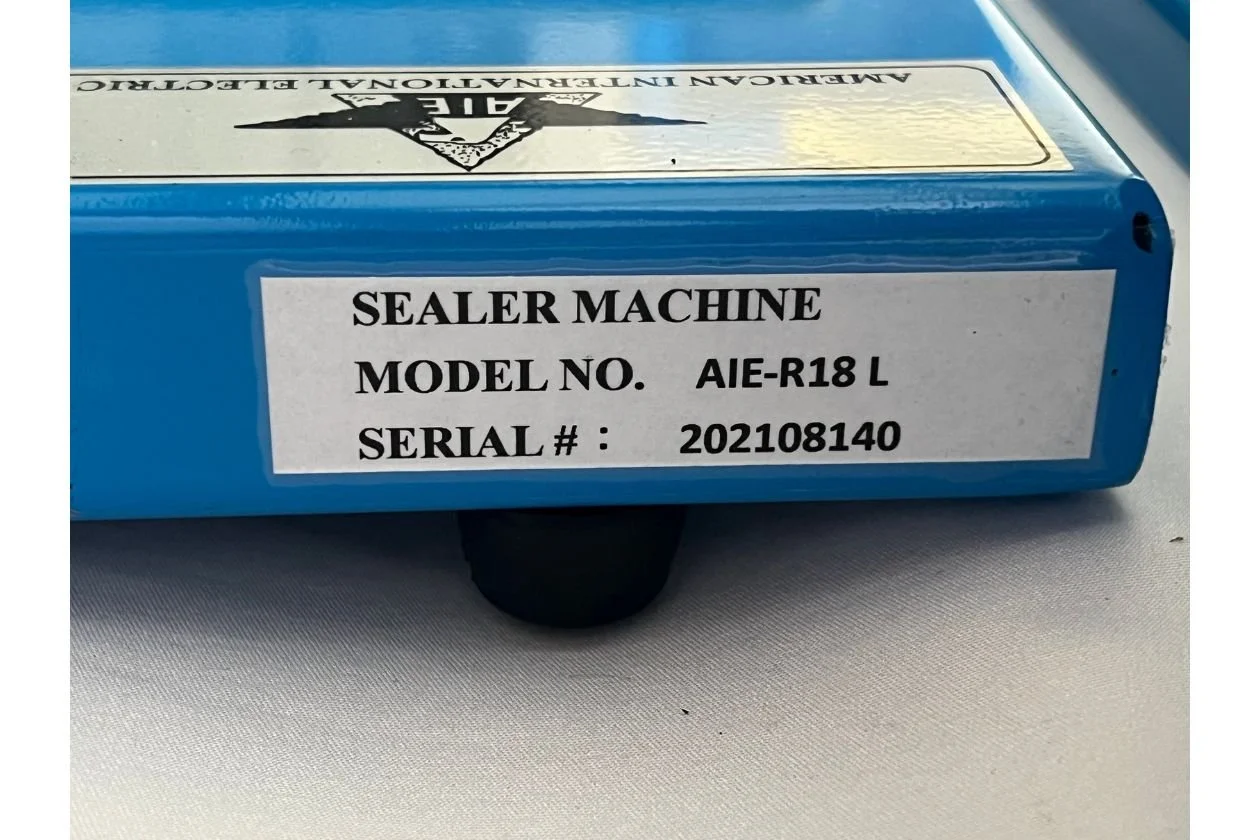 AMERICAN INTERNATIONAL ELECTRIC
AIE
SEALER MACHINE
MODEL NO. AIE-R18 L
SERIAL # : 202108140